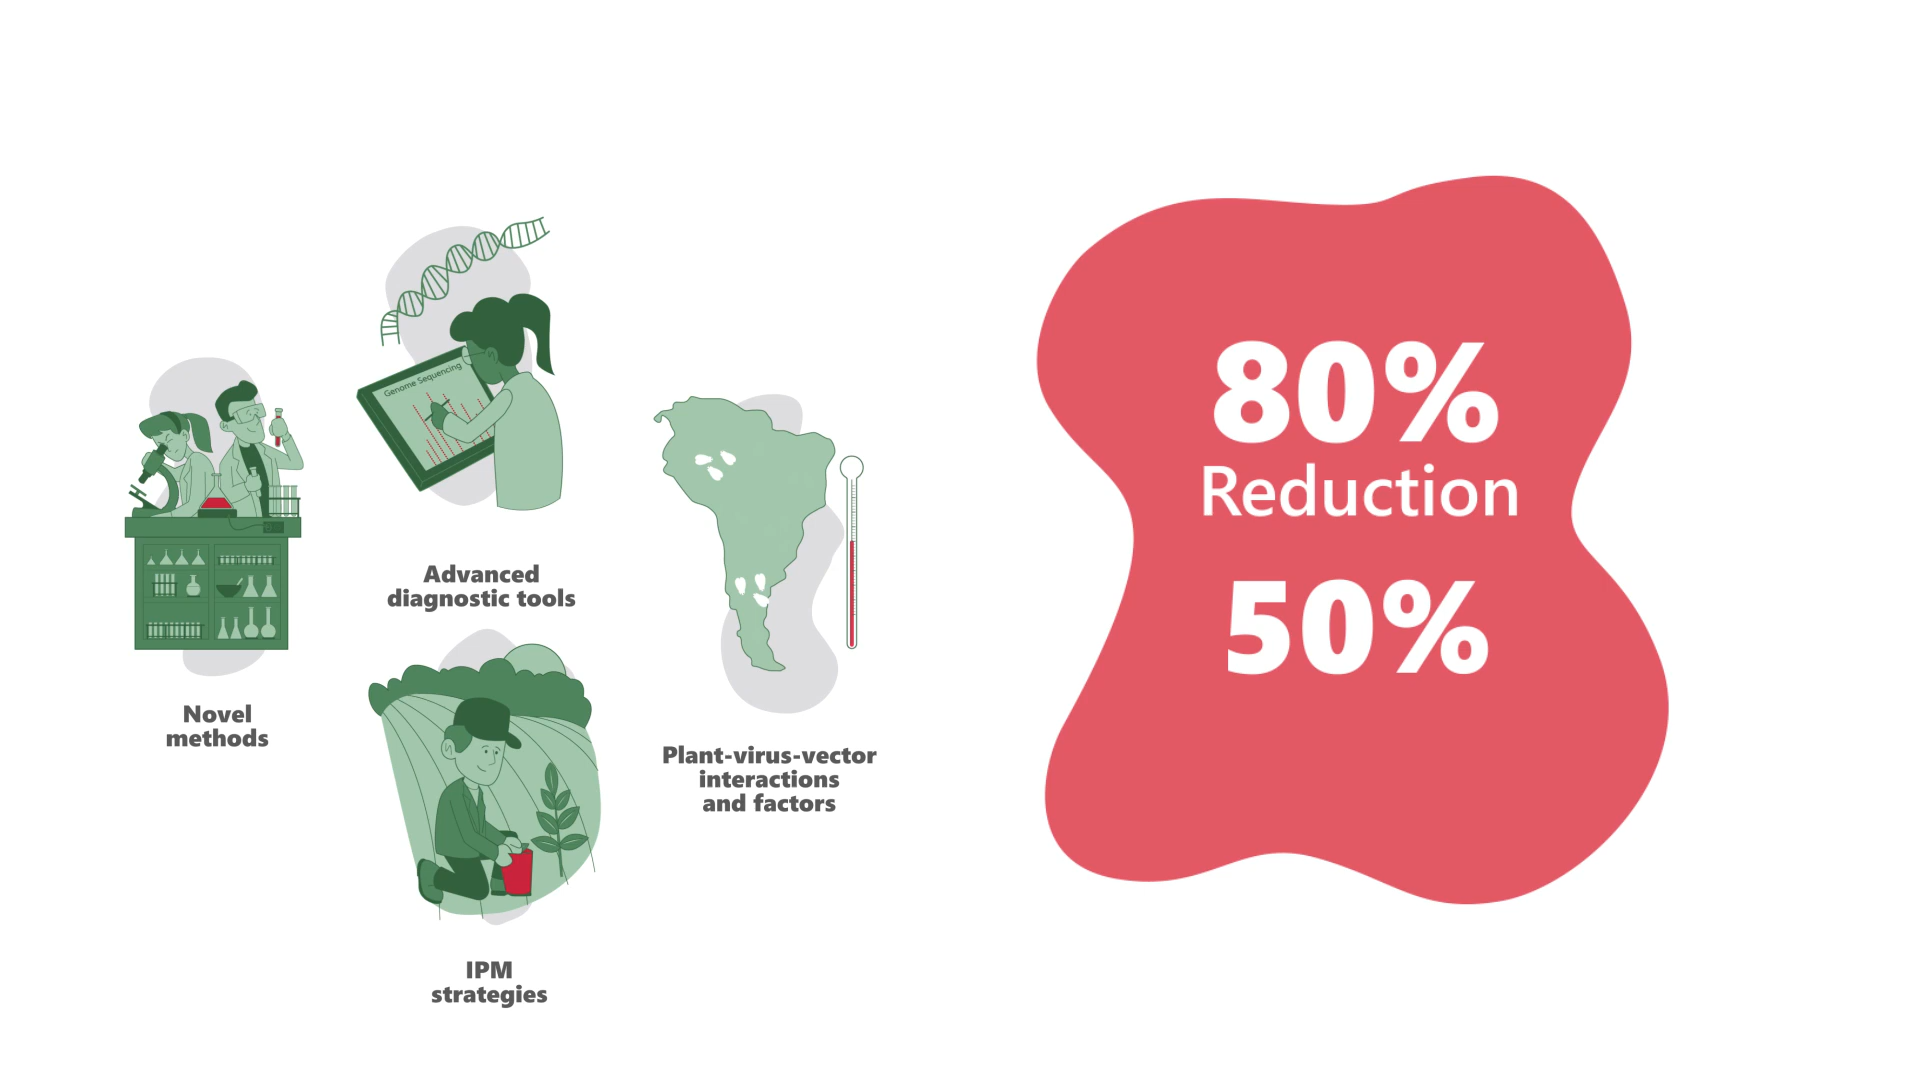 Genome Sequencing
Advanced
diagnostic tools
Novel
methods
Plant-virus-vector
interactions
and factors
IPM
strategies
80%
Reduction
50%